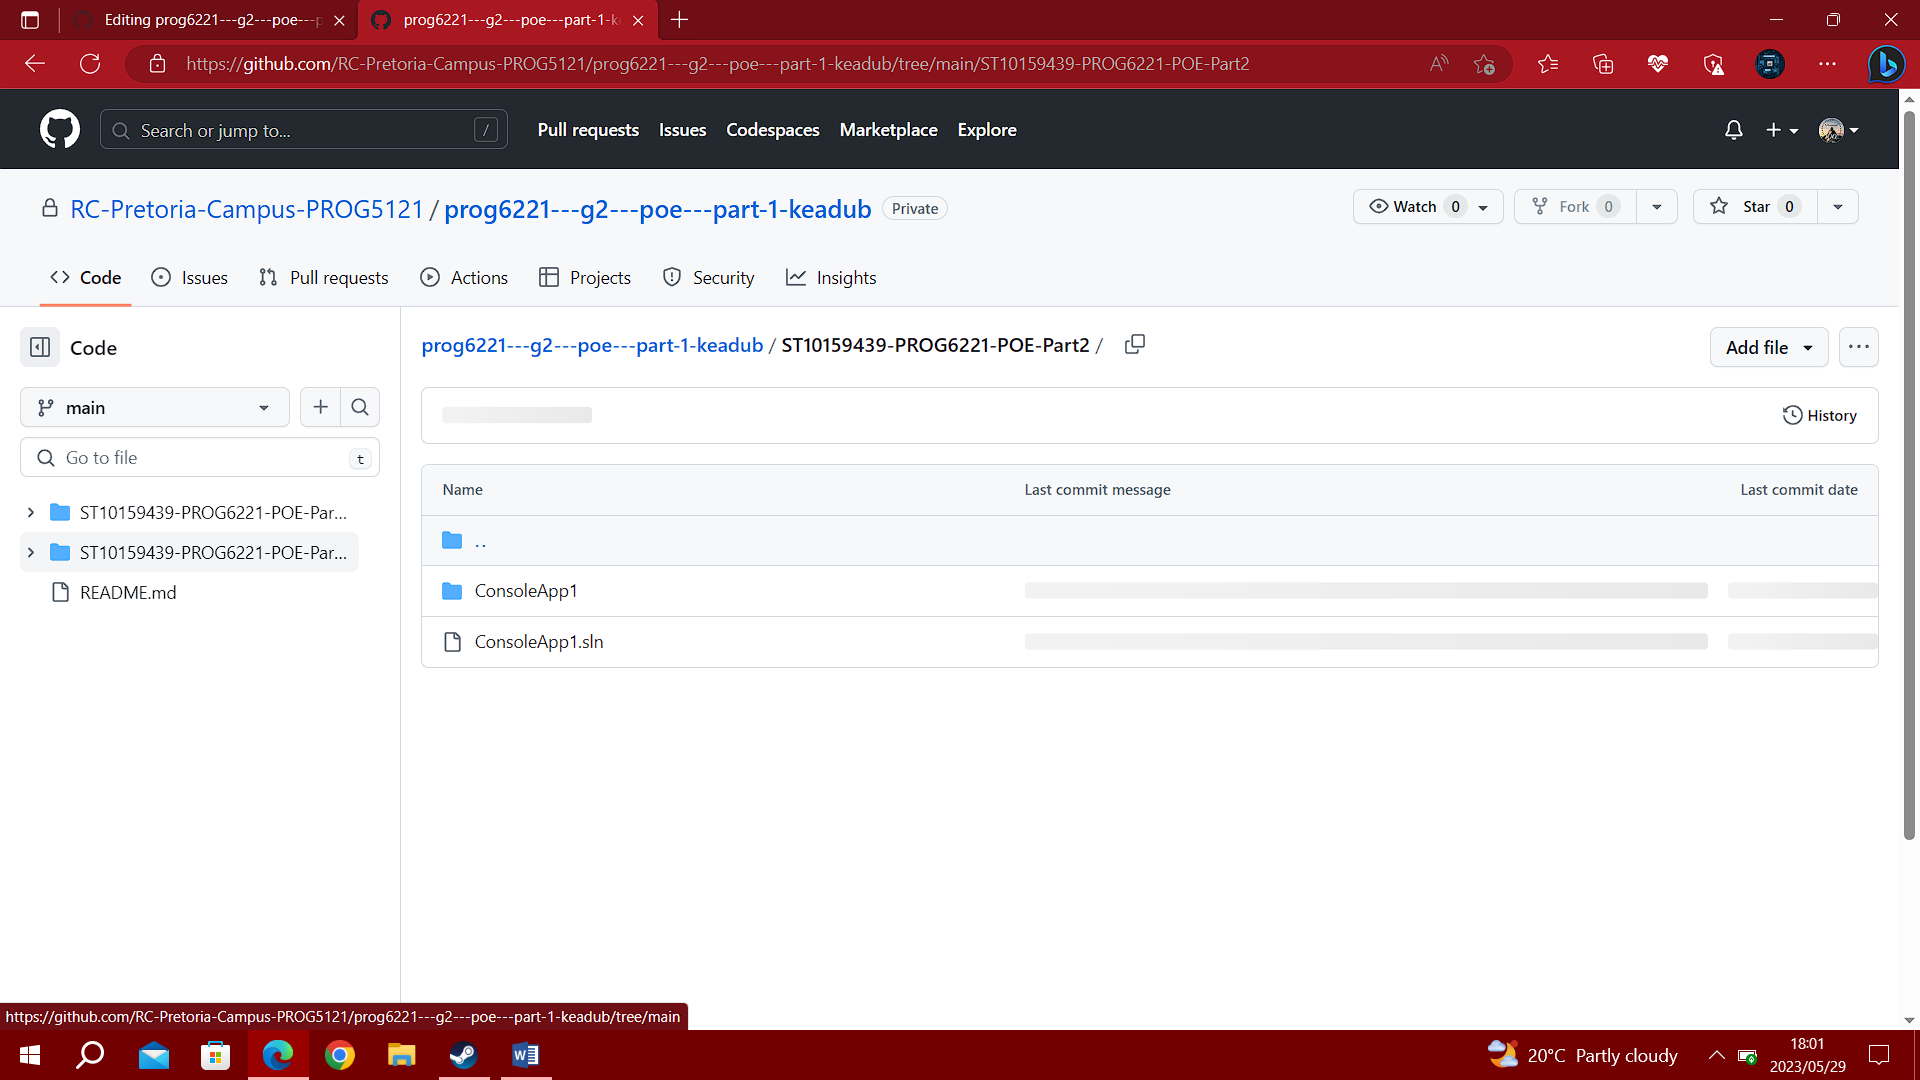 Editing prog6221---g2---poe---p
prog6221---g2---poe---part-1-ke
https://github.com/RC-Pretoria-Campus-PROG5121/prog6221---g2---poe---part-1-keadub/tree/main/ST10159439-PROG6221-POE-Part2
Search or jump to...
/
Pull requests
Issues
Codespaces
Marketplace
Explore
RC-Pretoria-Campus-PROG5121 / prog6221---g2---poe---part-1-keadub
Private
Watch 0
Fork 0
Star 0
Code
Issues
Pull requests
Actions
Projects
Security
Insights
Code
main
Go to file
t
ST10159439-PROG6221-POE-Par...
ST10159439-PROG6221-POE-Par...
README.md
prog6221---g2---poe---part-1-keadub / ST10159439-PROG6221-POE-Part2 /
Add file
History
Name
Last commit message
Last commit date
..
ConsoleApp1
ConsoleApp1.sln
https://github.com/RC-Pretoria-Campus-PROG5121/prog6221---g2---poe---part-1-keadub/tree/main
20°C Partly cloudy
18:01
2023/05/29